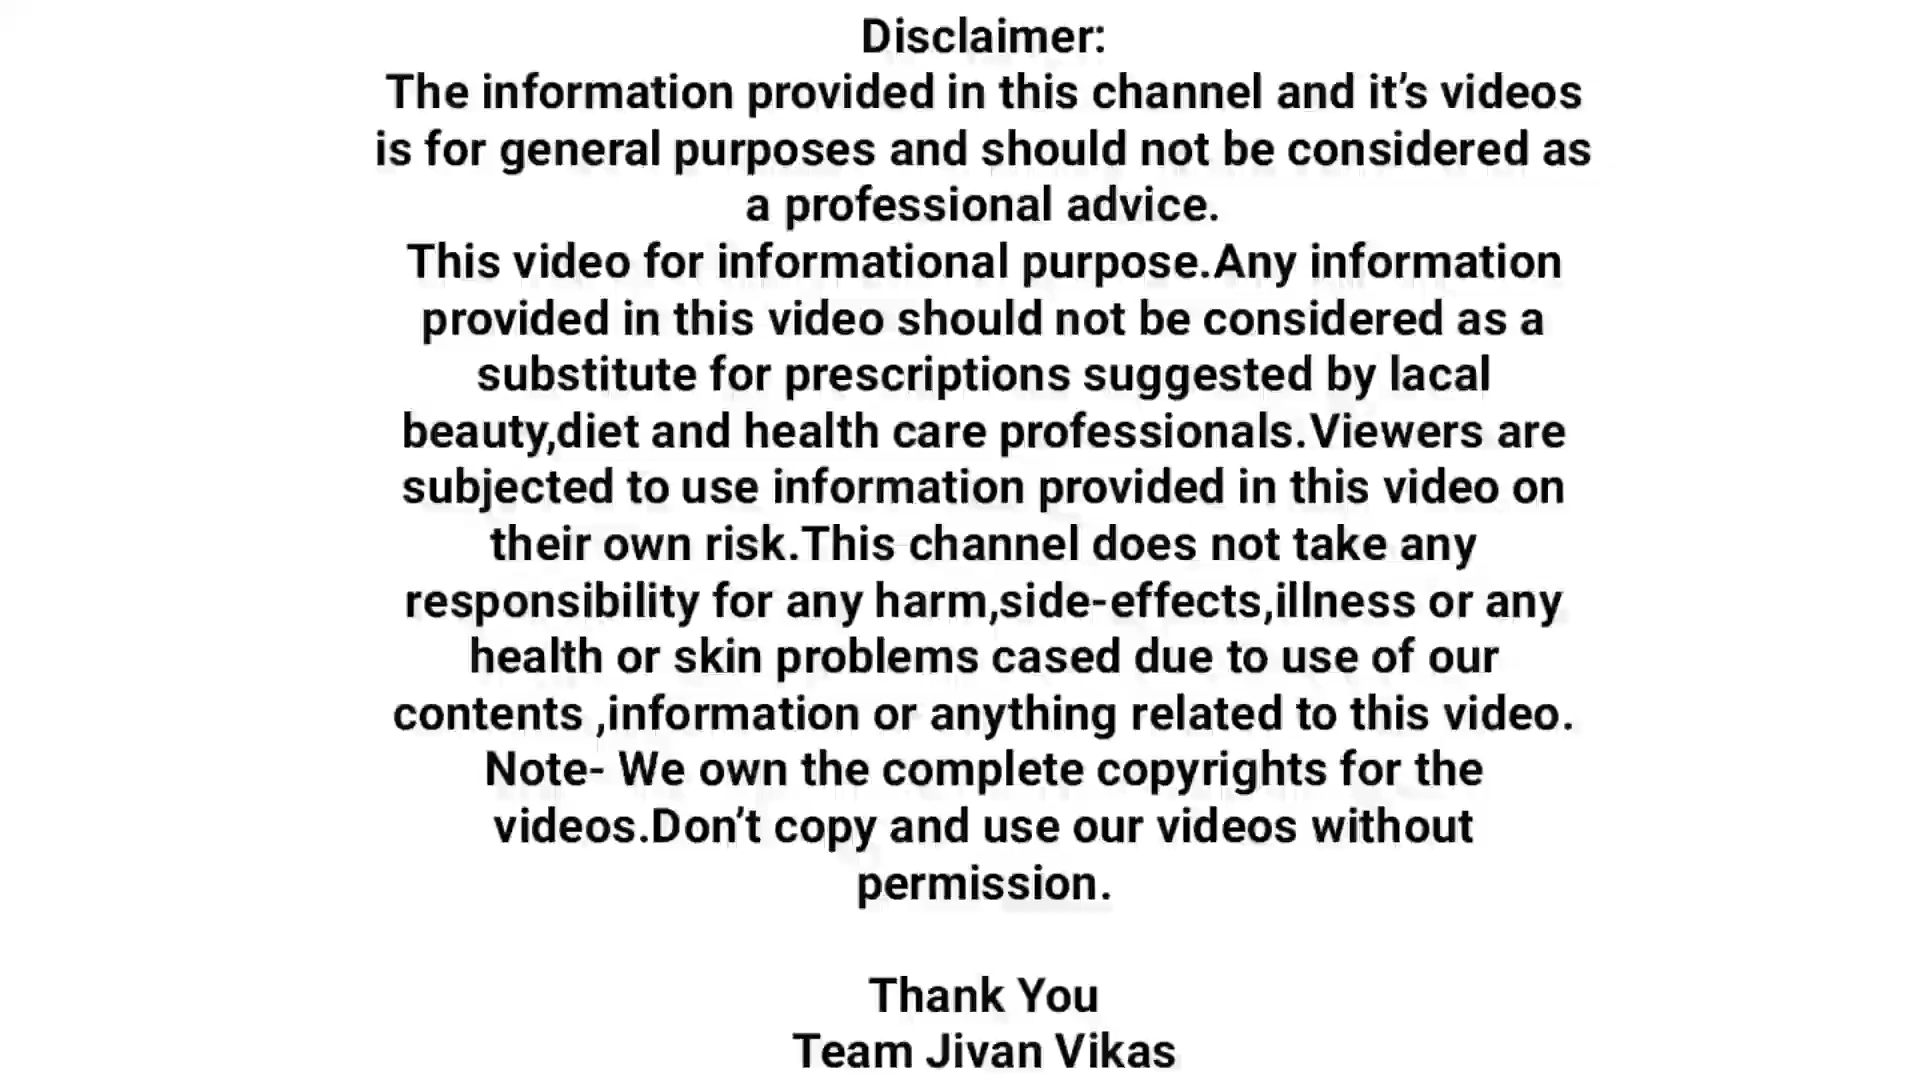 Disclaimer:
The information provided in this channel and it’s videos
is for general purposes and should not be considered as
a professional advice.
This video for informational purpose.Any information
provided in this video should not be considered as a
substitute for prescriptions suggested by lacal
beauty,diet and health care professionals.Viewers are
subjected to use information provided in this video on
their own risk.This channel does not take any
responsibility for any harm,side-effects,illness or any
health or skin problems cased due to use of our
contents ,information or anything related to this video.
Note- We own the complete copyrights for the
videos.Don’t copy and use our videos without
permission.
Thank You
Team Jivan Vikas